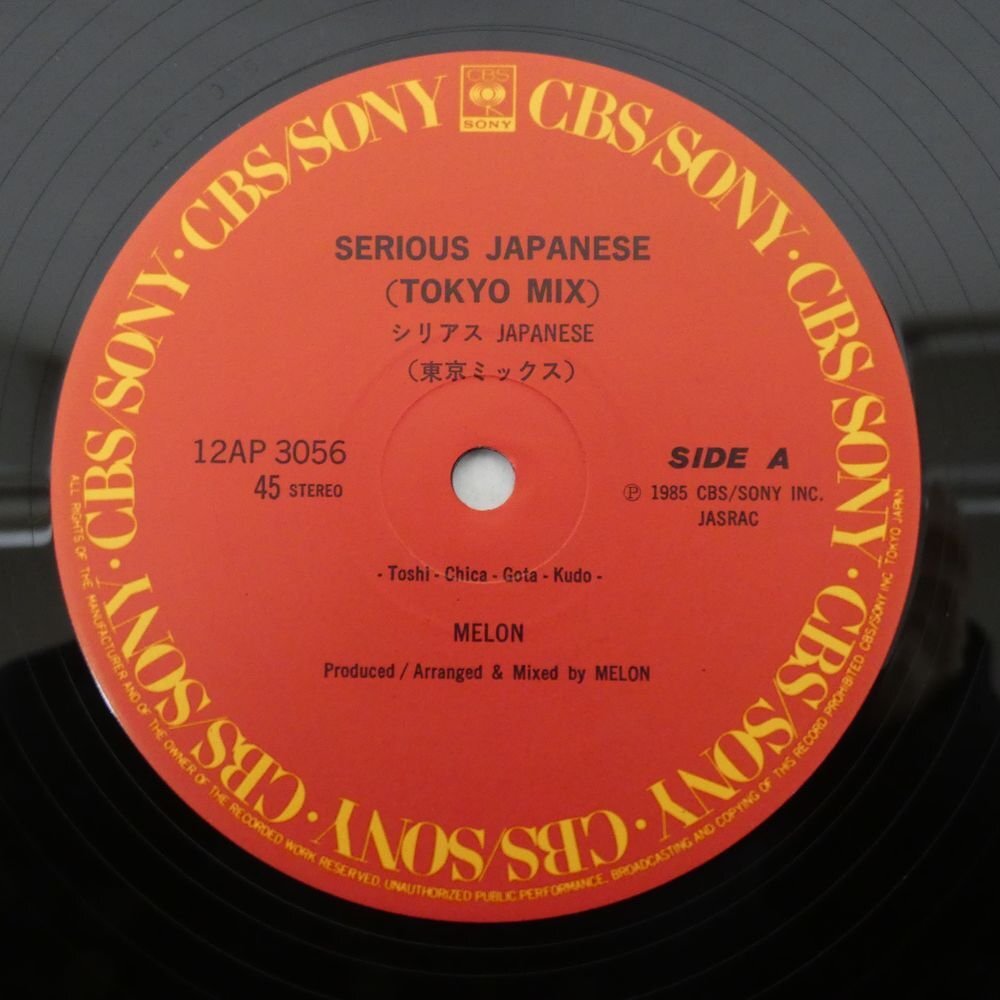 CBS
SONY
CBS/SONY · CBS/SONY · CBS/SONY · CBS/SONY · CBS/SONY · CBS/SONY · CBS/SONY · CBS/SONY
SERIOUS JAPANESE
(TOKYO MIX)
シリアス JAPANESE
(東京ミックス)
12AP 3056
45 STEREO
SIDE A
Ⓟ 1985 CBS/SONY INC.
JASRAC
- Toshi - Chica - Gota - Kudo -
MELON
Produced / Arranged & Mixed by MELON
ALL RIGHTS OF THE MANUFACTURER AND OF THE OWNER OF THE RECORDED WORK RESERVED. UNAUTHORIZED PUBLIC PERFORMANCE, BROADCASTING AND COPYING OF THIS RECORD PROHIBITED CBS/SONY INC TOKYO JAPAN